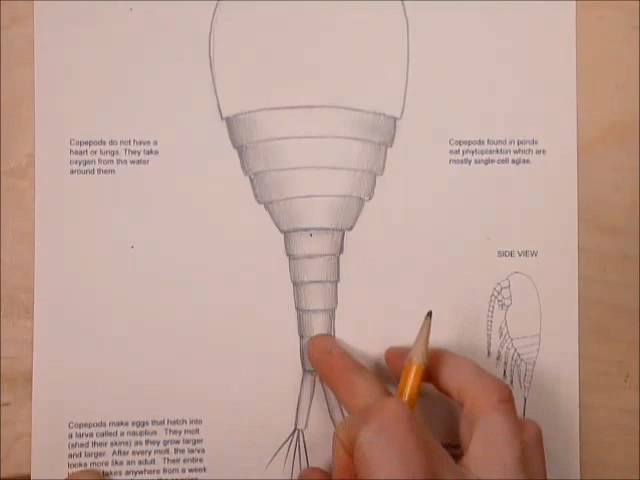 Copepods do not have a
heart or lungs. They take
oxygen from the water
around them
Copepods found in ponds
eat phytoplankton which are
mostly single-cell aglae.
SIDE VIEW
Copepods make eggs that hatch into
a larva called a nauplius. They molt
(shed their skins) as they grow larger
and larger. After every molt, the larva
looks more like an adult. Their entire
takes anywhere from a week